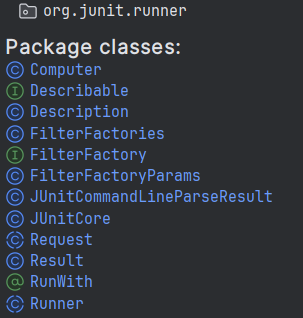 org.junit.runner
Package classes:
C Computer
I Describable
C Description
C FilterFactories
I FilterFactory
C FilterFactoryParams
C JUnitCommandLineParseResult
C JUnitCore
C Request
C Result
@ RunWith
C Runner